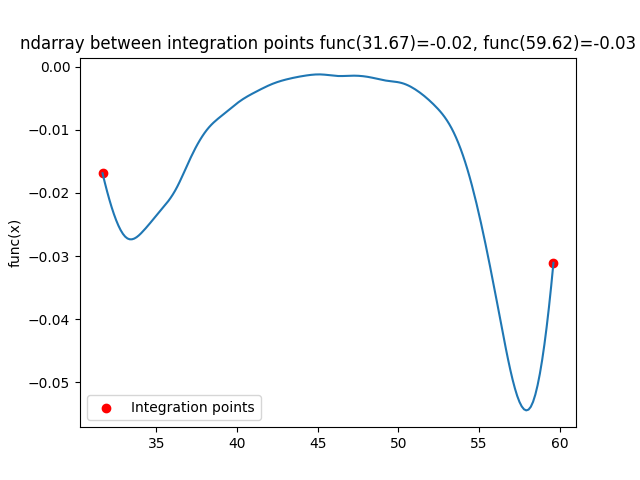 ndarray between integration points func(31.67)=-0.02, func(59.62)=-0.03
0.00
−0.01
−0.02
−0.03
−0.04
−0.05
func(x)
Integration points
35 40 45 50 55 60